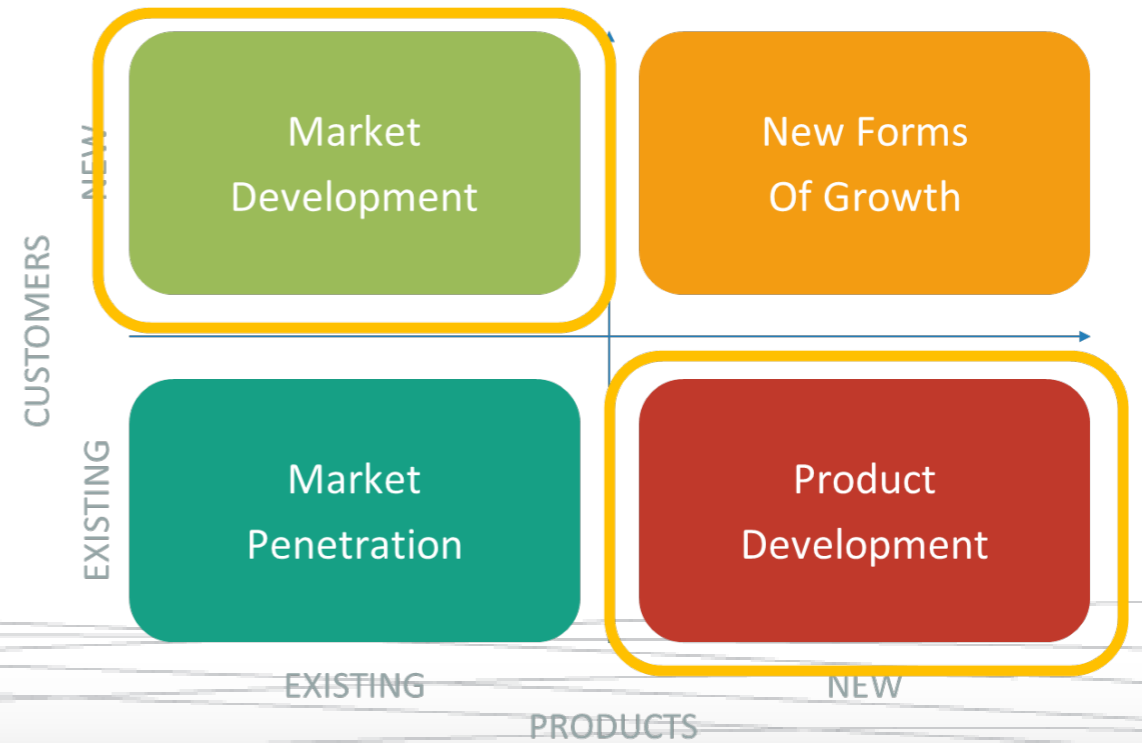 Market
Development
New Forms
Of Growth
NEW
CUSTOMERS
Market
Penetration
Product
Development
EXISTING
EXISTING
NEW
PRODUCTS